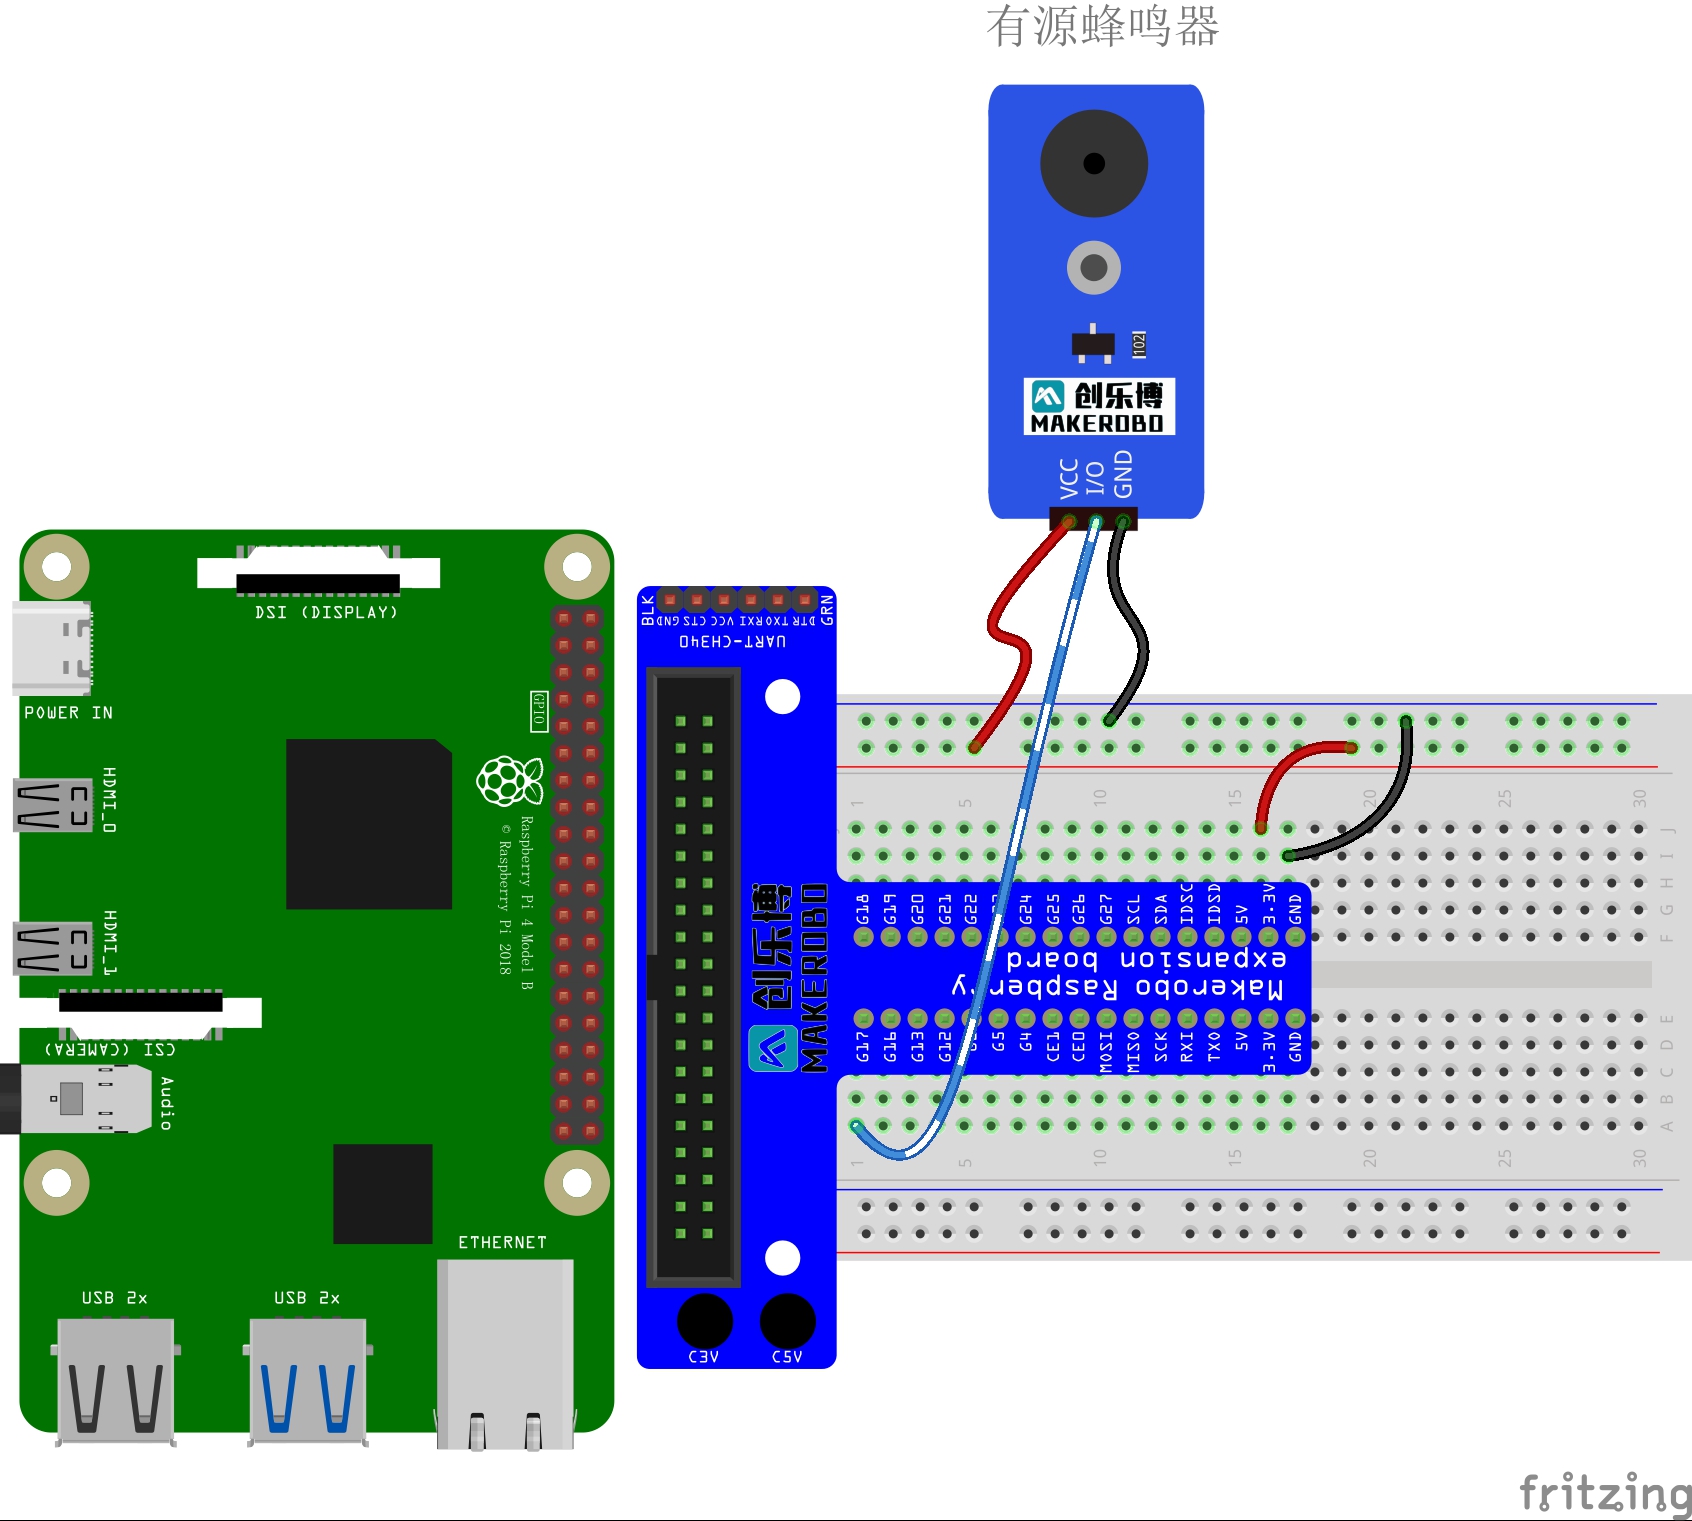 有源蜂鸣器
102
创乐博
MAKEROBO
VCC
I/O
GND
DSI (DISPLAY)
POWER IN
HDMI_0
HDMI_1
CSI (CAMERA)
Audio
GPIO
Raspberry Pi 4 Model B
© Raspberry Pi 2018
ETHERNET
USB 2x
USB 2x
BLK
GND
CTS
VCC
RXI
TXO
DTR
GRN
UART-CH340
创乐博
MAKEROBO
C3V
C5V
1 5 10 15 20 25 30
J
I
H
G
F
G18 G19 G20 G21 G22 G24 G25 G26 G27 SCL SDA IDSC IDSD 5V 3.3V GND
Makerobo Raspberry
expansion board
G17 G16 G13 G12 G5 G4 CE1 CE0 MOSI MISO SCK RXI TXO 5V 3.3V GND
E
D
C
B
A
1 5 10 15 20 25 30
fritzing